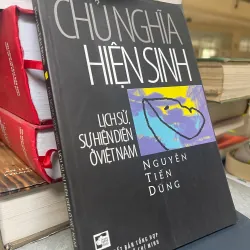 CHỦ NGHĨA
HIỆN SINH
LỊCH SỬ,
SỰ HIỆN DIỆN
Ở VIỆT NAM
NGUYỄN
TIẾN
DŨNG